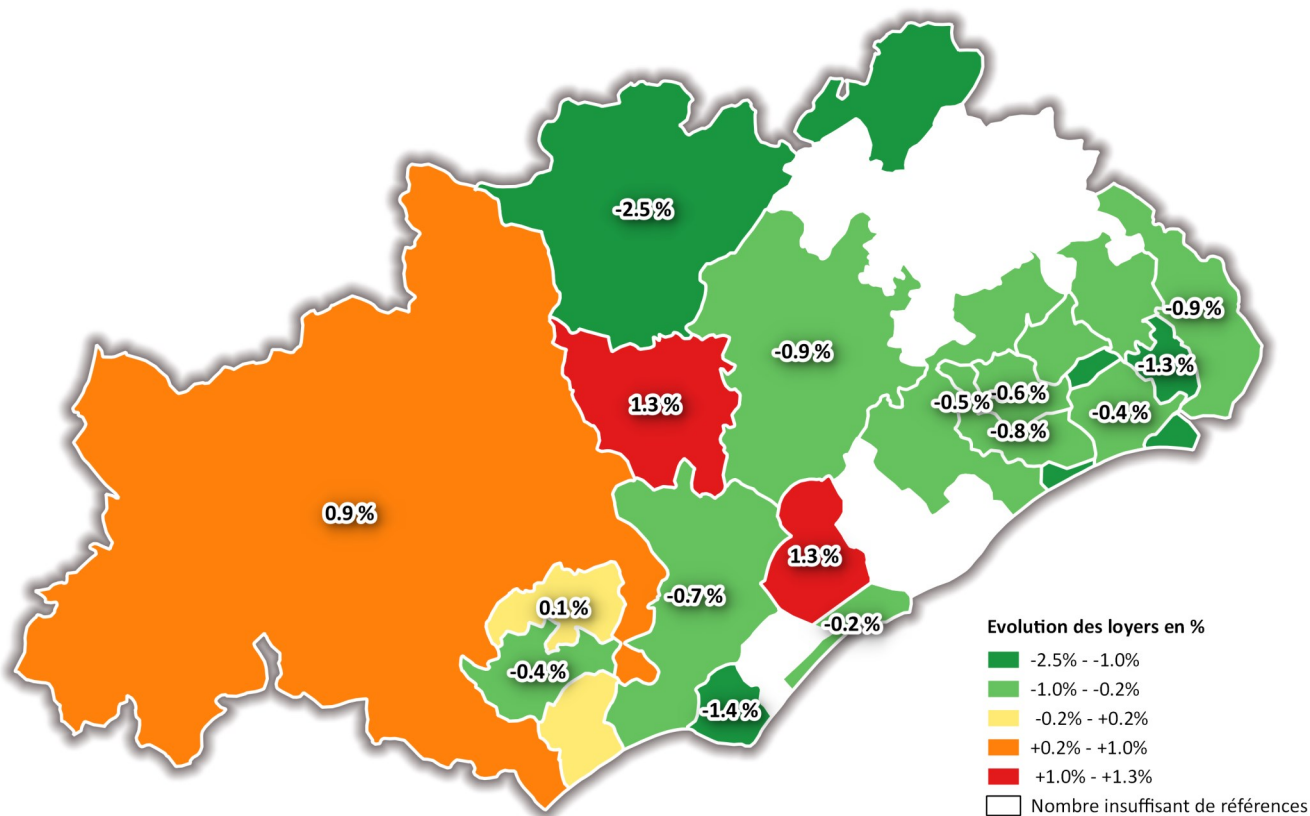 -2.5 %
-0.9 %
-0.9 %
-1.3 %
1.3 %
-0.5 %
-0.6 %
-0.4 %
-0.8 %
0.9 %
1.3 %
-0.7 %
0.1 %
-0.2 %
-0.4 %
-1.4 %
Evolution des loyers en %
-2.5% - -1.0%
-1.0% - -0.2%
-0.2% - +0.2%
+0.2% - +1.0%
+1.0% - +1.3%
Nombre insuffisant de références